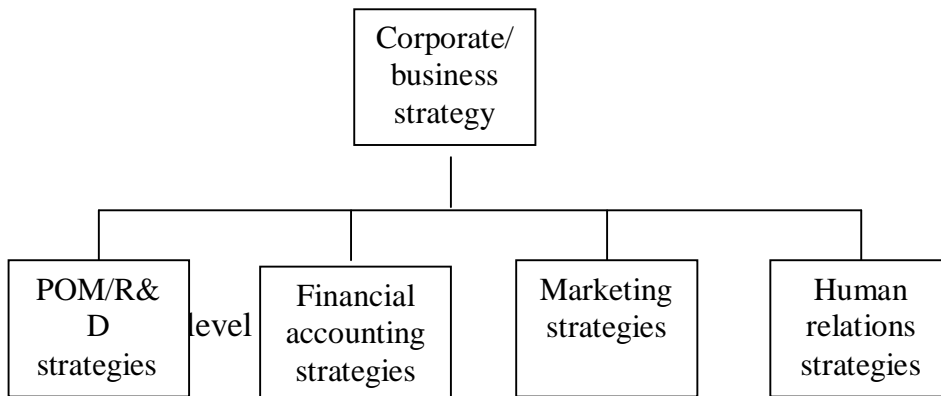 Corporate/
business
strategy
POM/R&
D
strategies
level
Financial
accounting
strategies
Marketing
strategies
Human
relations
strategies